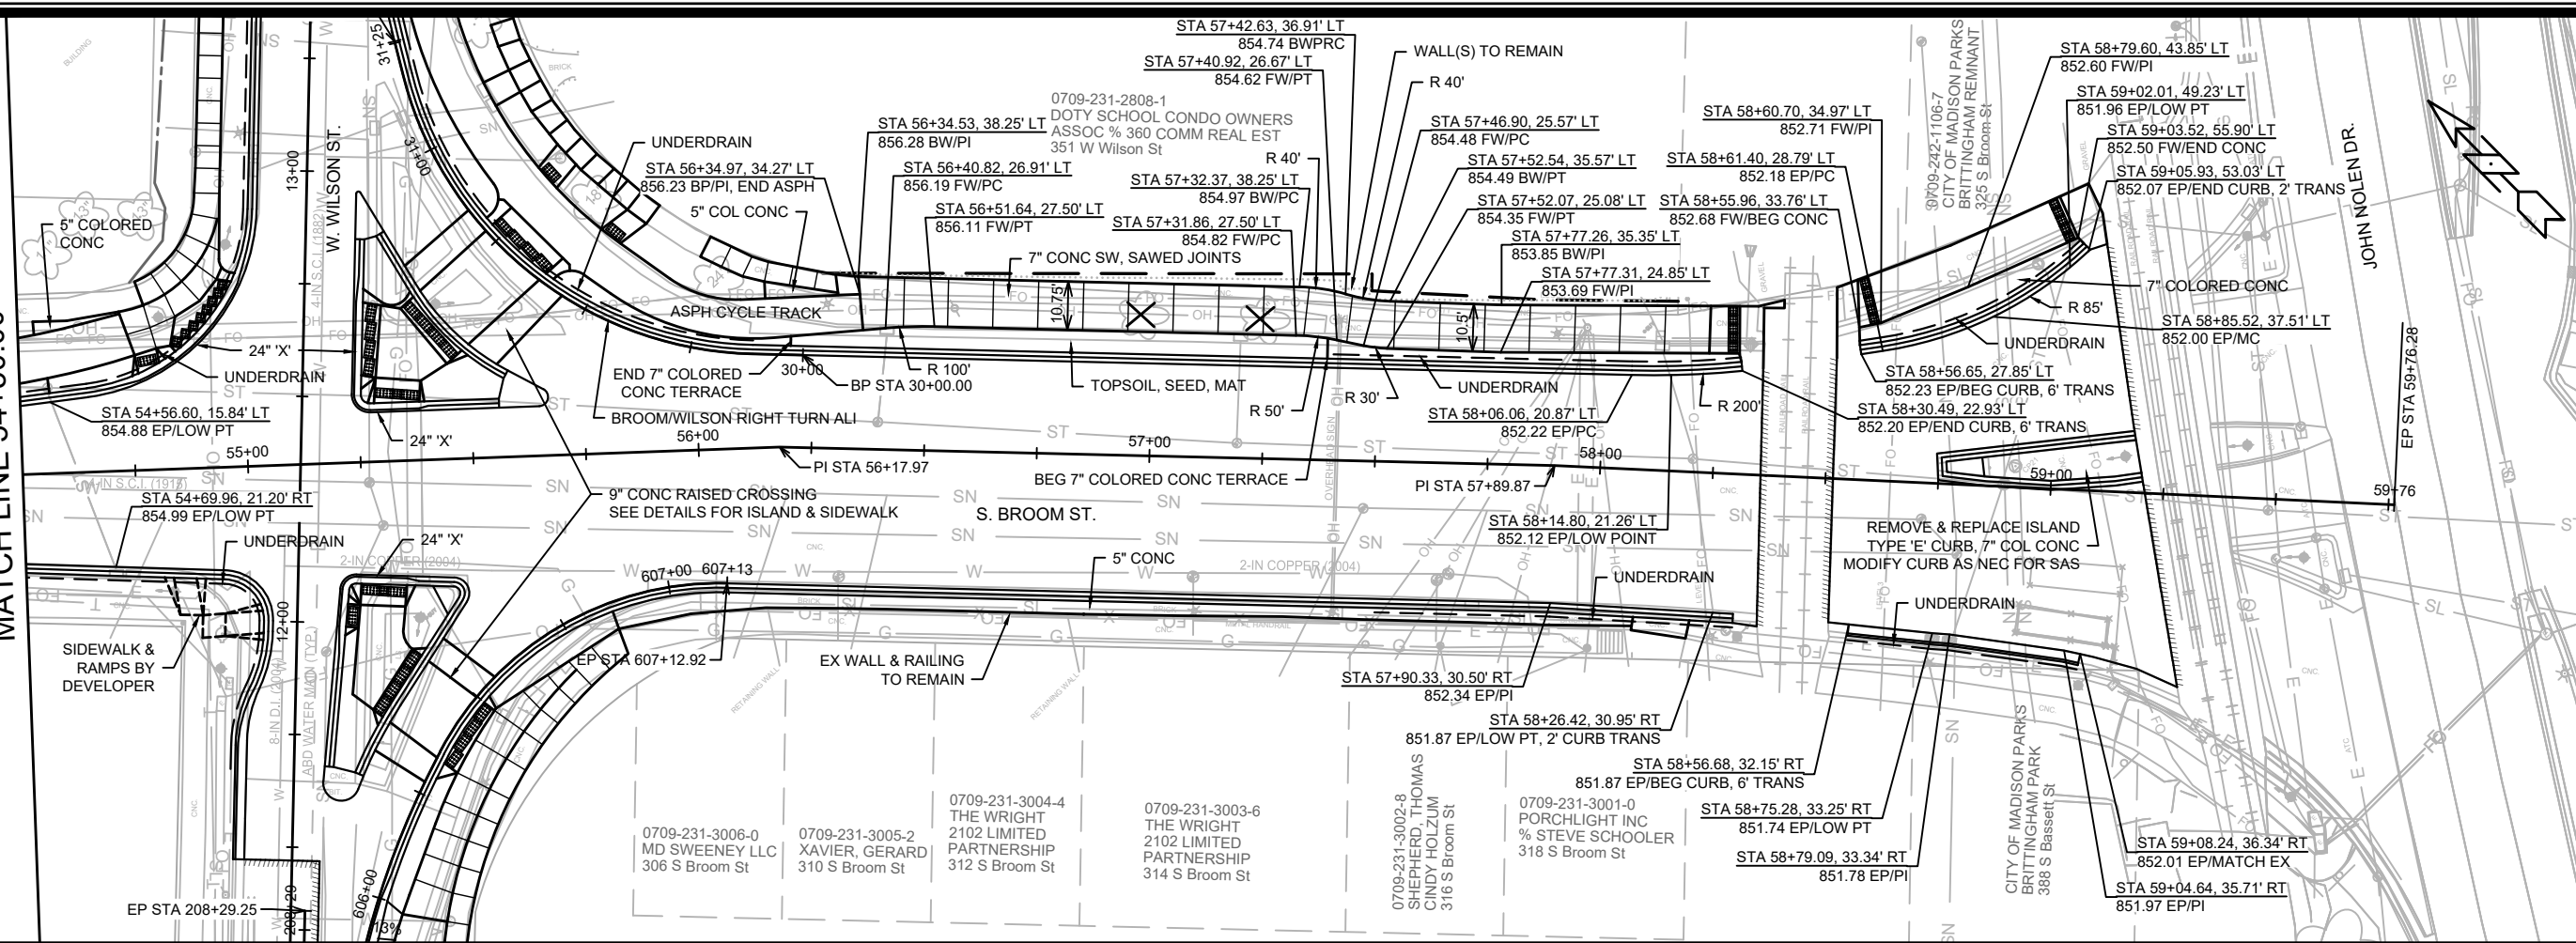 STA 57+42.63, 36.91' LT
854.74 BWPRC
STA 57+40.92, 26.67' LT
854.62 FW/PT
WALL(S) TO REMAIN
R 40'
0709-231-2808-1
DOTY SCHOOL CONDO OWNERS
ASSOC % 360 COMM REAL EST
351 W Wilson St
0709-242-1106-7
CITY OF MADISON PARKS
BRITTINGHAM REMNANT
325 S Broom St
STA 58+79.60, 43.85' LT
852.60 FW/PI
STA 59+02.01, 49.23' LT
851.96 EP/LOW PT
STA 59+03.52, 55.90' LT
852.50 FW/END CONC
STA 59+05.93, 53.03' LT
852.07 EP/END CURB, 2' TRANS
JOHN NOLEN DR.
BUILDING
BRICK
31+25
31+00
13+00
W. WILSON ST.
4-IN S.C.I. (1882)
UNDERDRAIN
STA 56+34.97, 34.27' LT
856.23 BP/PI, END ASPH
5" COL CONC
STA 56+34.53, 38.25' LT
856.28 BW/PI
STA 56+40.82, 26.91' LT
856.19 FW/PC
STA 56+51.64, 27.50' LT
856.11 FW/PT
R 40'
STA 57+32.37, 38.25' LT
854.97 BW/PC
STA 57+31.86, 27.50' LT
854.82 FW/PC
7" CONC SW, SAWED JOINTS
STA 57+46.90, 25.57' LT
854.48 FW/PC
STA 57+52.54, 35.57' LT
854.49 BW/PT
STA 57+52.07, 25.08' LT
854.35 FW/PT
STA 57+77.26, 35.35' LT
853.85 BW/PI
STA 57+77.31, 24.85' LT
853.69 FW/PI
STA 58+60.70, 34.97' LT
852.71 FW/PI
STA 58+61.40, 28.79' LT
852.18 EP/PC
STA 58+55.96, 33.76' LT
852.68 FW/BEG CONC
7" COLORED CONC
R 85'
STA 58+85.52, 37.51' LT
852.00 EP/MC
UNDERDRAIN
STA 58+56.65, 27.85' LT
852.23 EP/BEG CURB, 6' TRANS
STA 58+30.49, 22.93' LT
852.20 EP/END CURB, 6' TRANS
EP STA 59+76.28
5" COLORED
CONC
24" 'X'
UNDERDRAIN
STA 54+56.60, 15.84' LT
854.88 EP/LOW PT
24" 'X'
ASPH CYCLE TRACK
10.75'
10.5'
END 7" COLORED
CONC TERRACE
30+00
R 100'
BP STA 30+00.00
TOPSOIL, SEED, MAT
BROOM/WILSON RIGHT TURN ALI
R 50'
R 30'
UNDERDRAIN
STA 58+06.06, 20.87' LT
852.22 EP/PC
R 200'
55+00
56+00
57+00
58+00
59+00
59+76
PI STA 56+17.97
BEG 7" COLORED CONC TERRACE
PI STA 57+89.87
OVERHEAD SIGN
9" CONC RAISED CROSSING
SEE DETAILS FOR ISLAND & SIDEWALK
S. BROOM ST.
STA 58+14.80, 21.26' LT
852.12 EP/LOW POINT
REMOVE & REPLACE ISLAND
TYPE 'E' CURB, 7" COL CONC
MODIFY CURB AS NEC FOR SAS
STA 54+69.96, 21.20' RT
854.99 EP/LOW PT
UNDERDRAIN
24" 'X'
2-IN COPPER (2004)
607+00
607+13
5" CONC
2-IN COPPER (2004)
UNDERDRAIN
UNDERDRAIN
12+00
SIDEWALK &
RAMPS BY
DEVELOPER
8-IN D.I. (2004)
ABD WATER MAIN (TYP.)
EP STA 607+12.92
EX WALL & RAILING
TO REMAIN
RETAINING WALL
RETAINING WALL
STA 57+90.33, 30.50' RT
852.34 EP/PI
STA 58+26.42, 30.95' RT
851.87 EP/LOW PT, 2' CURB TRANS
STA 58+56.68, 32.15' RT
851.87 EP/BEG CURB, 6' TRANS
STA 58+75.28, 33.25' RT
851.74 EP/LOW PT
STA 58+79.09, 33.34' RT
851.78 EP/PI
STA 59+08.24, 36.34' RT
852.01 EP/MATCH EX
STA 59+04.64, 35.71' RT
851.97 EP/PI
0709-231-3006-0
MD SWEENEY LLC
306 S Broom St
0709-231-3005-2
XAVIER, GERARD
310 S Broom St
0709-231-3004-4
THE WRIGHT
2102 LIMITED
PARTNERSHIP
312 S Broom St
0709-231-3003-6
THE WRIGHT
2102 LIMITED
PARTNERSHIP
314 S Broom St
0709-231-3002-8
SHEPHERD, THOMAS
CINDY HOLZUM
316 S Broom St
0709-231-3001-0
PORCHLIGHT INC
% STEVE SCHOOLER
318 S Broom St
CITY OF MADISON PARKS
BRITTINGHAM PARK
388 S Bassett St
EP STA 208+29.25
606+00